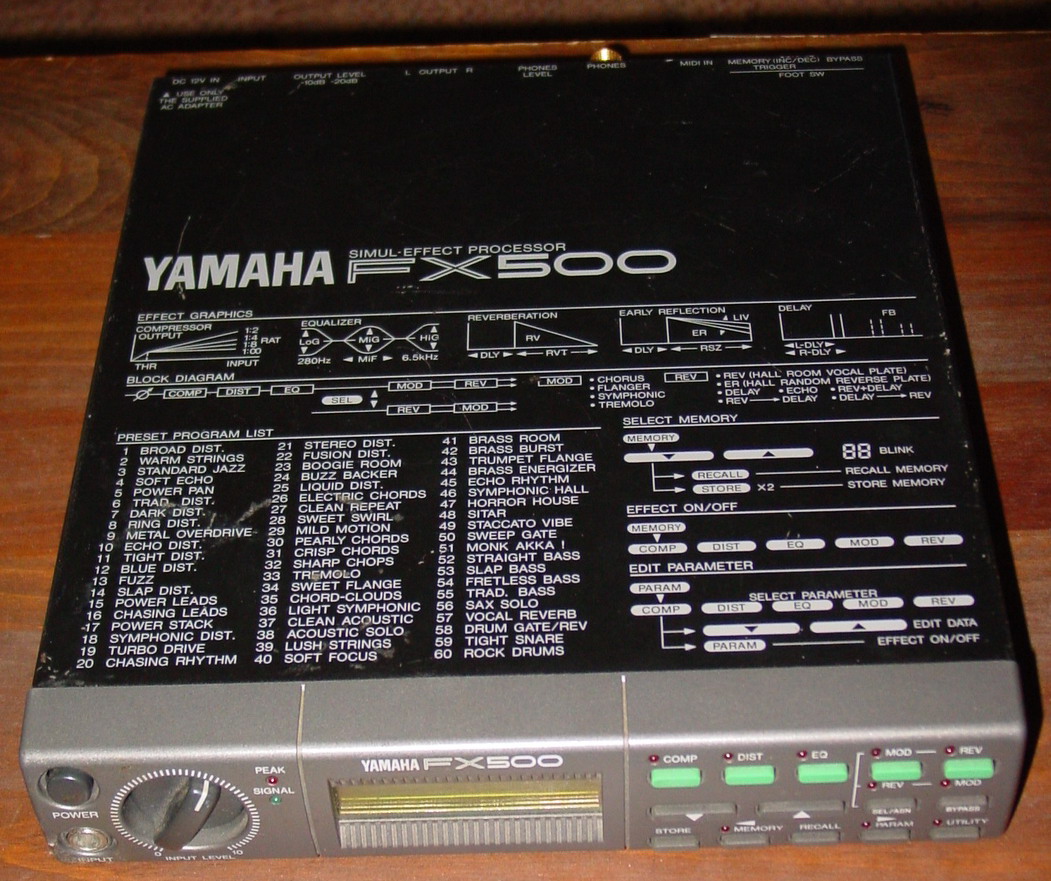 DC 12V IN INPUT OUTPUT LEVEL L OUTPUT R PHONES PHONES MIDI IN MEMORY (INC/DEC) BYPASS
-10dB -20dB LEVEL TRIGGER
▲ USE ONLY FOOT SW
THE SUPPLIED
AC ADAPTER
SIMUL-EFFECT PROCESSOR
YAMAHA FX500
EFFECT GRAPHICS
COMPRESSOR
OUTPUT
1:2
1:4
1:8
1:00
RAT
THR
INPUT
EQUALIZER
LoG MiG HiG
280Hz ◄ MiF ► 6.5kHz
REVERBERATION
RV
◄DLY► ◄ RVT ►
EARLY REFLECTION
LIV
ER
◄DLY► ◄ RSZ ►
DELAY
FB
◄L-DLY►
◄R-DLY►
BLOCK DIAGRAM
COMP DIST EQ
SEL
MOD REV
REV MOD
MOD
• CHORUS
• FLANGER
• SYMPHONIC
• TREMOLO
REV
• REV (HALL ROOM VOCAL PLATE)
• ER (HALL RANDOM REVERSE PLATE)
• DELAY • ECHO • REV+DELAY
• REV → DELAY • DELAY → REV
PRESET PROGRAM LIST
1 BROAD DIST.
2 WARM STRINGS
3 STANDARD JAZZ
4 SOFT ECHO
5 POWER PAN
6 TRAD. DIST.
7 DARK DIST.
8 RING DIST.
9 METAL OVERDRIVE
10 ECHO DIST.
11 TIGHT DIST.
12 BLUE DIST.
13 FUZZ
14 SLAP DIST.
15 POWER LEADS
16 CHASING LEADS
17 POWER STACK
18 SYMPHONIC DIST.
19 TURBO DRIVE
20 CHASING RHYTHM
21 STEREO DIST.
22 FUSION DIST.
23 BOOGIE ROOM
24 BUZZ BACKER
25 LIQUID DIST.
26 ELECTRIC CHORDS
27 CLEAN REPEAT
28 SWEET SWIRL
29 MILD MOTION
30 PEARLY CHORDS
31 CRISP CHORDS
32 SHARP CHOPS
33 TREMOLO
34 SWEET FLANGE
35 CHORD-CLOUDS
36 LIGHT SYMPHONIC
37 CLEAN ACOUSTIC
38 ACOUSTIC SOLO
39 LUSH STRINGS
40 SOFT FOCUS
41 BRASS ROOM
42 BRASS BURST
43 TRUMPET FLANGE
44 BRASS ENERGIZER
45 ECHO RHYTHM
46 SYMPHONIC HALL
47 HORROR HOUSE
48 SITAR
49 STACCATO VIBE
50 SWEEP GATE
51 MONK AKKA !
52 STRAIGHT BASS
53 SLAP BASS
54 FRETLESS BASS
55 TRAD. BASS
56 SAX SOLO
57 VOCAL REVERB
58 DRUM GATE/REV
59 TIGHT SNARE
60 ROCK DRUMS
SELECT MEMORY
MEMORY
▼ ▲ 88 BLINK
RECALL RECALL MEMORY
STORE ×2 STORE MEMORY
EFFECT ON/OFF
MEMORY
COMP DIST EQ MOD REV
EDIT PARAMETER
PARAM
SELECT PARAMETER
COMP DIST EQ MOD REV
▼ ▲ EDIT DATA
PARAM EFFECT ON/OFF
YAMAHA FX500
POWER
INPUT
0 INPUT LEVEL 10
PEAK
SIGNAL
COMP DIST EQ MOD REV
REV MOD
▼ ▲ SEL/ASN BYPASS
STORE ◄ MEMORY RECALL ► PARAM UTILITY